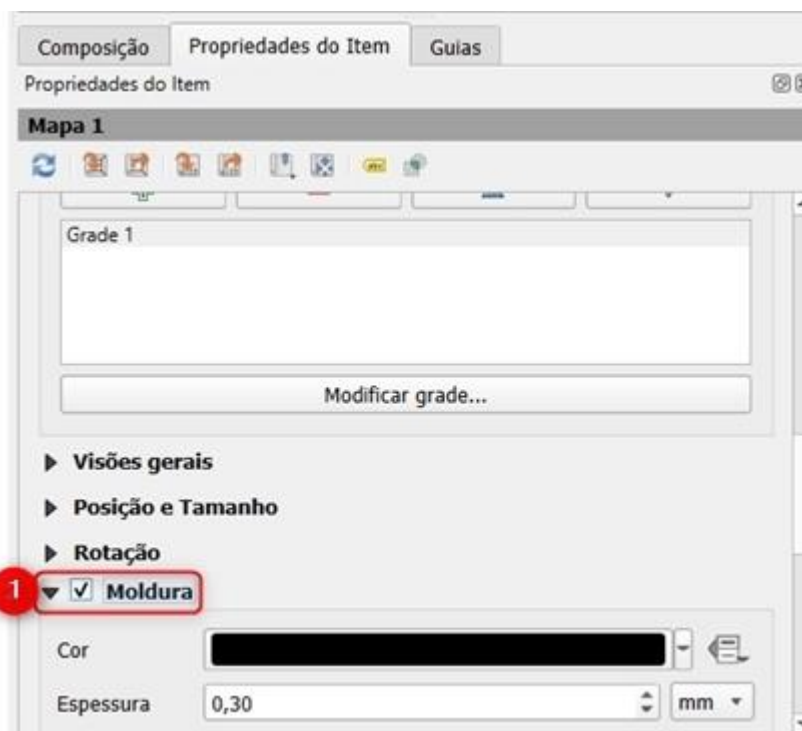 Composição Propriedades do Item Guias
Propriedades do Item
Mapa 1
abc
Grade 1
Modificar grade...
Visões gerais
Posição e Tamanho
Rotação
1 Moldura
Cor
Espessura 0,30 mm